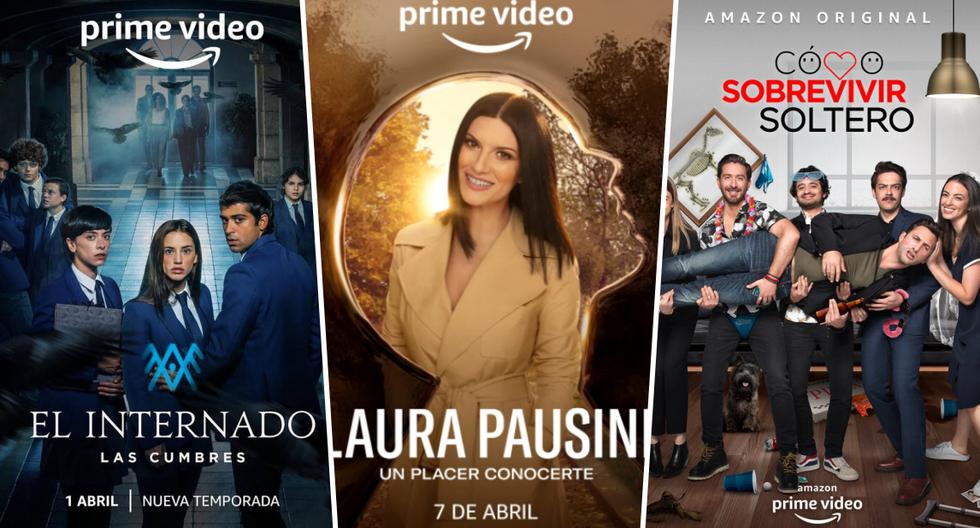 prime video
EL INTERNADO
LAS CUMBRES
1 ABRIL | NUEVA TEMPORADA
prime video
LAURA PAUSINI
UN PLACER CONOCERTE
7 DE ABRIL
AMAZON ORIGINAL
CÓMO
SOBREVIVIR
SOLTERO
amazon
prime video